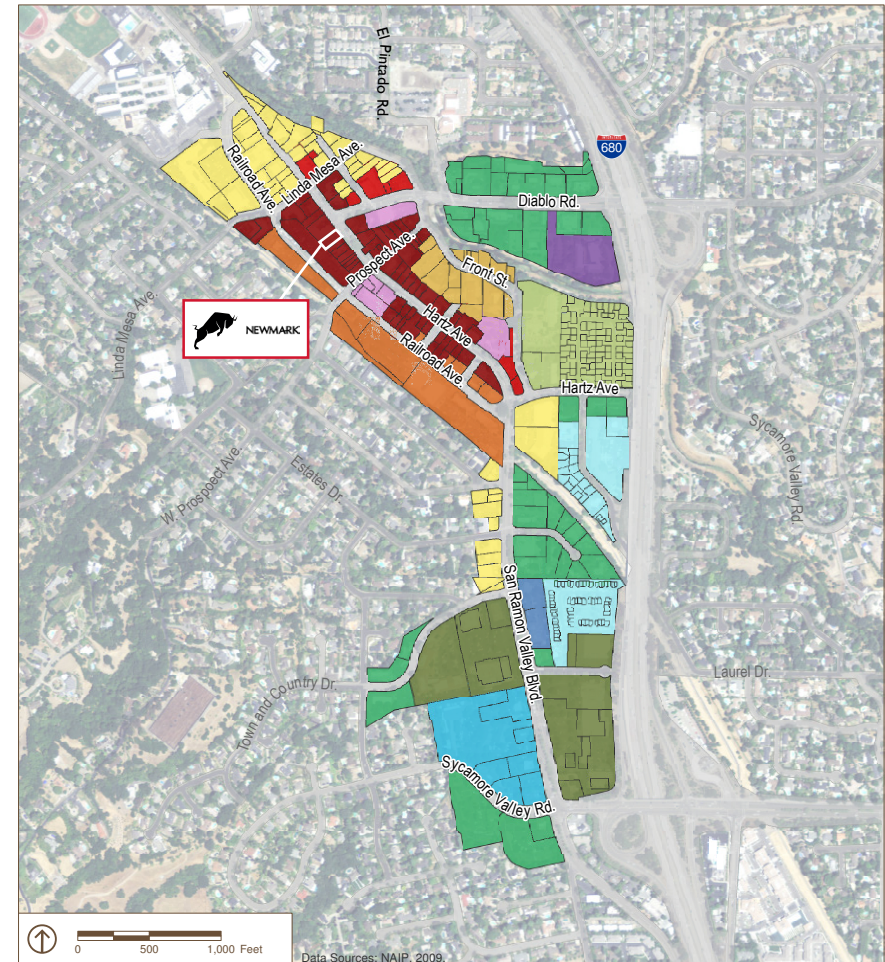 El Pintado Rd.
680
Railroad Ave.
Linda Mesa Ave.
Diablo Rd.
Prospect Ave.
Front St.
NEWMARK
Linda Mesa Ave.
Hartz Ave
Railroad Ave.
Hartz Ave
Sycamore Valley Rd.
W. Prospoect Ave.
Estates Dr.
San Ramon Valley Blvd.
Laurel Dr.
Town and Country Dr.
Sycamore Valley Rd.
0 500 1,000 Feet
Data Sources: NAIP, 2009.